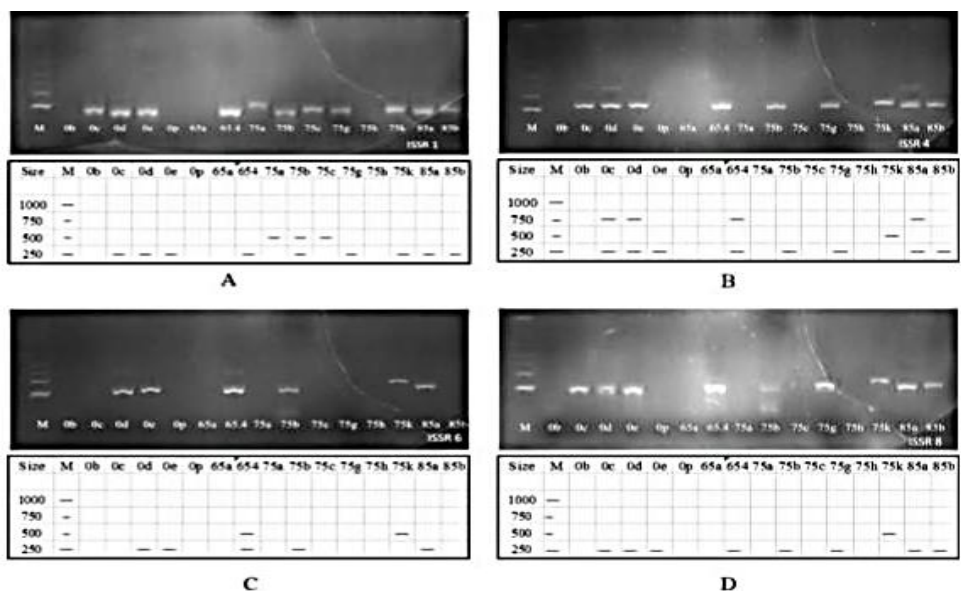 M 0b 0c 0d 0e 0p 65a 65.4 75a 75b 75c 75g 75h 75k 85a 85b
ISSR 1
Size M 0b 0c 0d 0e 0p 65a 654 75a 75b 75c 75g 75h 75k 85a 85b
1000
750
500
250
A
M 0b 0c 0d 0e 0p 65a 65.4 75a 75b 75c 75g 75h 75k 85a 85b
ISSR 4
Size M 0b 0c 0d 0e 0p 65a 654 75a 75b 75c 75g 75h 75k 85a 85b
1000
750
500
250
B
M 0b 0c 0d 0e 0p 65a 65.4 75a 75b 75c 75g 75h 75k 85a 85b
ISSR 6
Size M 0b 0c 0d 0e 0p 65a 654 75a 75b 75c 75g 75h 75k 85a 85b
1000
750
500
250
C
M 0b 0c 0d 0e 0p 65a 65.4 75a 75b 75c 75g 75h 75k 85a 85b
ISSR 8
Size M 0b 0c 0d 0e 0p 65a 654 75a 75b 75c 75g 75h 75k 85a 85b
1000
750
500
250
D